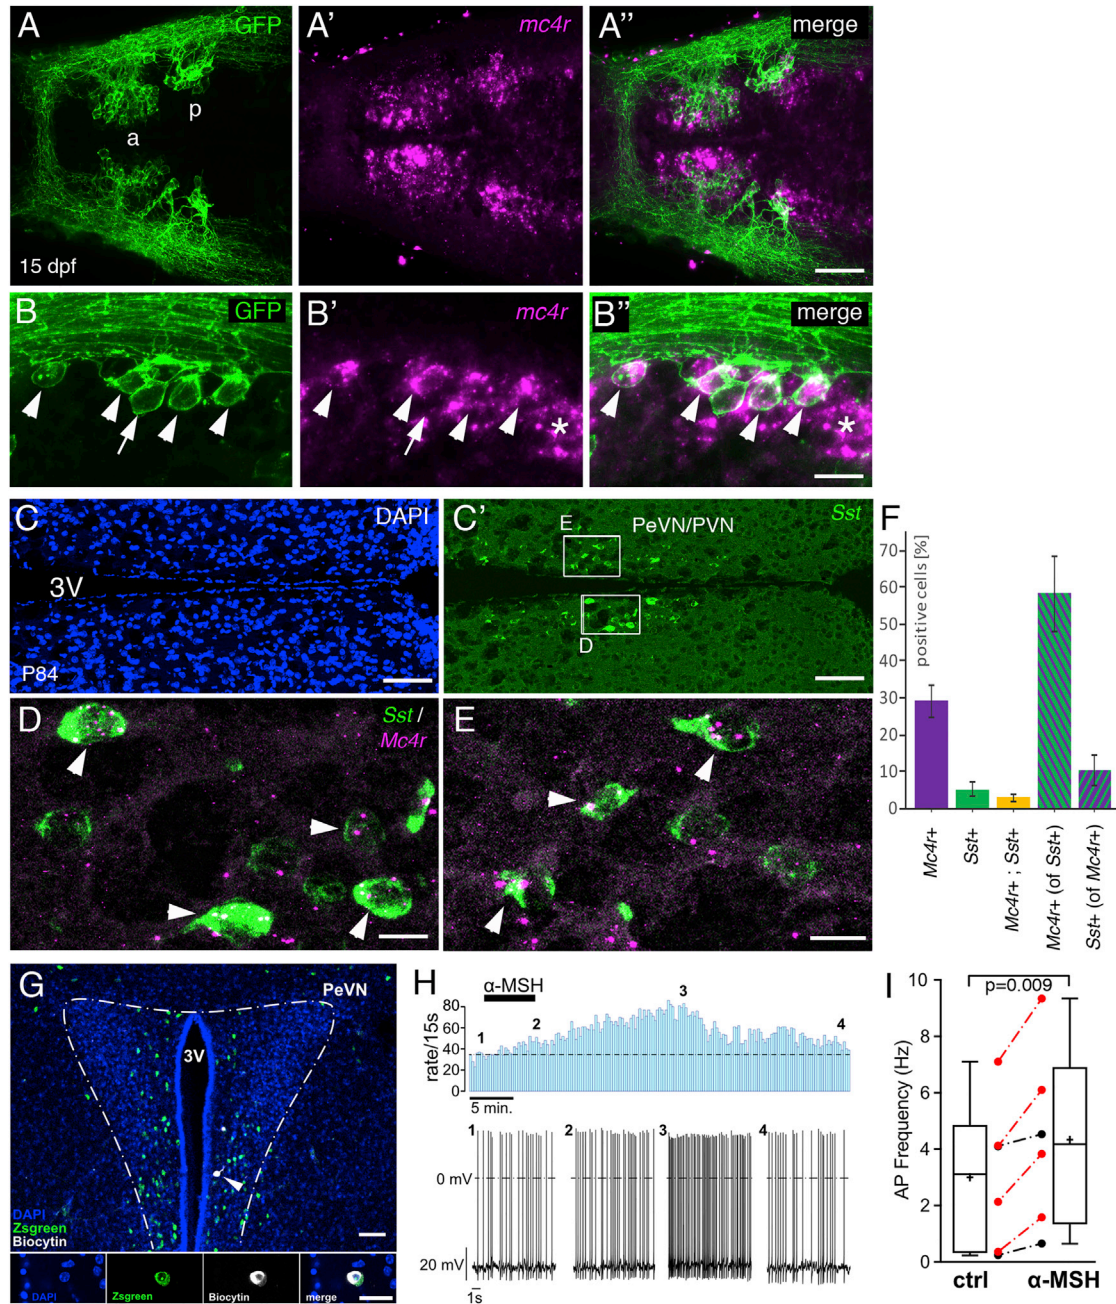 A GFP A' mc4r A" merge
a p
15 dpf
B GFP B' mc4r B" merge
* *
C DAPI C' Sst
E PeVN/PVN
3V
D
P84
F
positive cells [%]
70
60
50
40
30
20
10
0
Mc4r+
Sst+
Mc4r+ ; Sst+
Mc4r+ (of Sst+)
Sst+ (of Mc4r+)
D Sst /
Mc4r
E
G PeVN
3V
DAPI
Zsgreen
Biocytin
DAPI Zsgreen Biocytin merge
H α-MSH
rate/15s
80
60
40
20
0
1 2 3 4
5 min.
1 2 3 4
0 mV
20 mV
1s
I
p=0.009
AP Frequency (Hz)
10
8
6
4
2
0
ctrl α-MSH